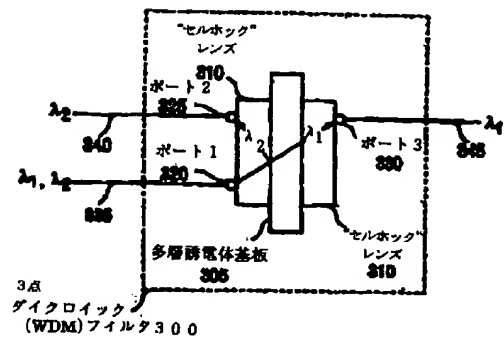 "セルホック"
レンズ
310
ポート2
325
λ2
340
λ2
λ1
ポート1
320
λ1, λ2
335
ポート3
330
λ1
345
多層誘電体基板
305
"セルホック"
レンズ
310
3点
ダイクロイック
(WDM)フィルタ300